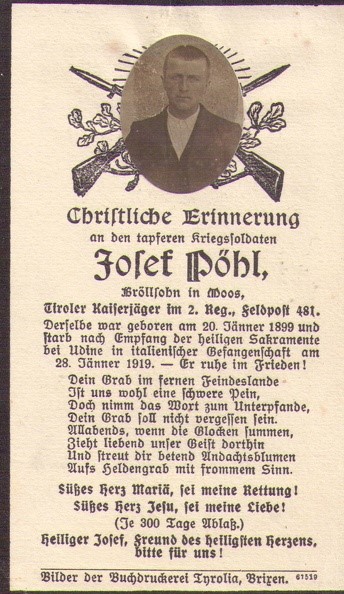 Christliche Erinnerung
an den tapferen Kriegssoldaten
Josef Pöhl,
Bröllsohn in Moos,
Tiroler Kaiserjäger im 2. Reg., Feldpost 481.
Derselbe war geboren am 20. Jänner 1899 und
starb nach Empfang der heiligen Sakramente
bei Udine in italienischer Gefangenschaft am
28. Jänner 1919. — Er ruhe im Frieden!
Dein Grab im fernen Feindeslande
Ist uns wohl eine schwere Pein,
Doch nimm das Wort zum Unterpfande,
Dein Grab soll nicht vergessen sein.
Allabends, wenn die Glocken summen,
Zieht liebend unser Geist dorthin
Und streut dir betend Andachtsblumen
Aufs Heldengrab mit frommem Sinn.
Süßes Herz Mariä, sei meine Rettung!
Süßes Herz Jesu, sei meine Liebe!
(Je 300 Tage Ablaß.)
Heiliger Josef, Freund des heiligsten Herzens,
bitte für uns!
Bilder der Buchdruckerei Tyrolia, Brixen. 61519